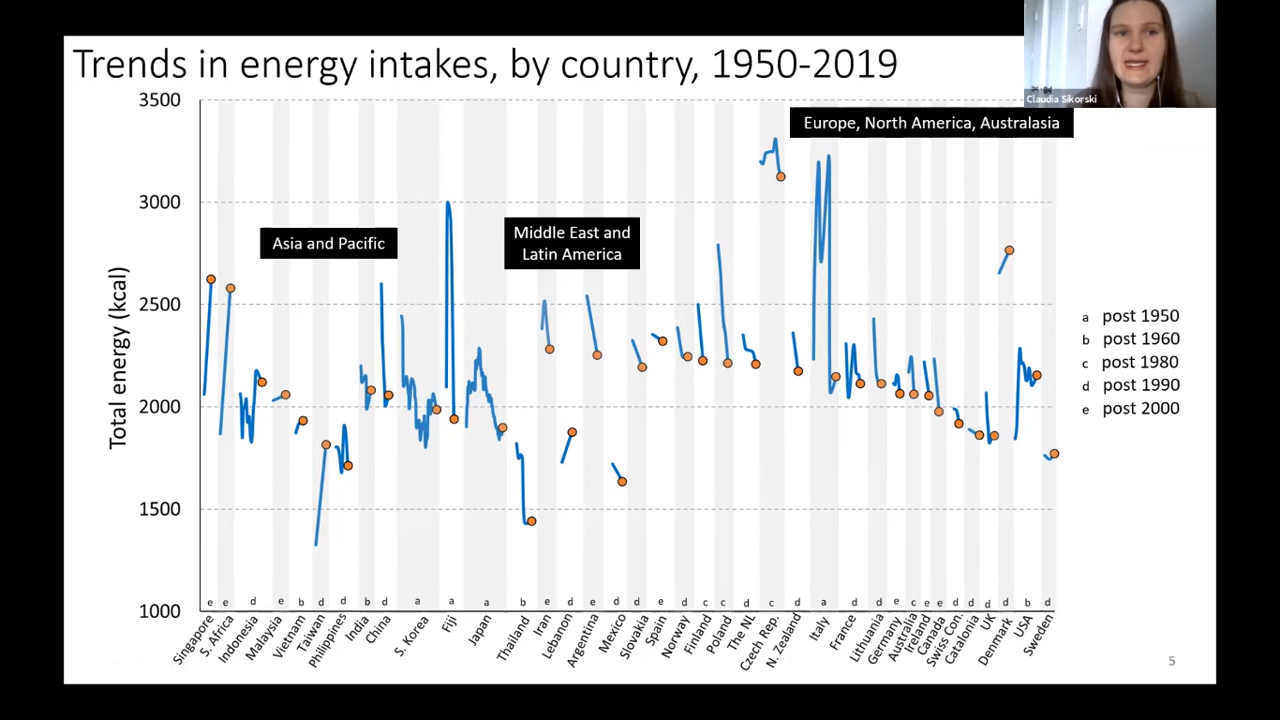 Trends in energy intakes, by country, 1950-2019
Claudia Sikorski
Europe, North America, Australasia
Asia and Pacific
Middle East and
Latin America
Total energy (kcal)
3500
3000
2500
2000
1500
1000
a post 1950
b post 1960
c post 1980
d post 1990
e post 2000
e e d e b d d b d a a a b e d e d d e d c c d c d a d d e c e e d d d d b d
Singapore
S. Africa
Indonesia
Malaysia
Vietnam
Taiwan
Philippines
India
China
S. Korea
Fiji
Japan
Thailand
Iran
Lebanon
Argentina
Mexico
Slovakia
Spain
Norway
Finland
Poland
The NL
Czech Rep.
N. Zealand
Italy
France
Lithuania
Germany
Australia
Ireland
Canada
Swiss Con.
Catalonia
UK
Denmark
USA
Sweden
5